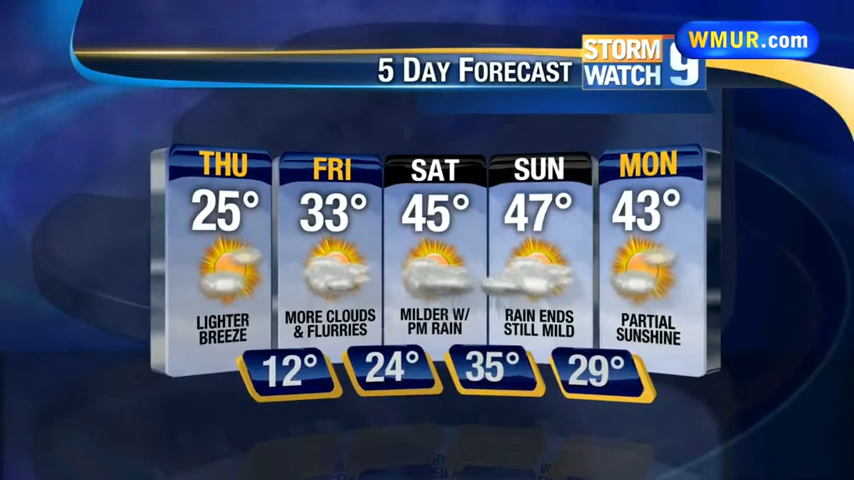 WMUR.com
5 DAY FORECAST
STORM
WATCH 9
THU
25°
LIGHTER
BREEZE
FRI
33°
MORE CLOUDS
& FLURRIES
SAT
45°
MILDER W/
PM RAIN
SUN
47°
RAIN ENDS
STILL MILD
MON
43°
PARTIAL
SUNSHINE
12°
24°
35°
29°